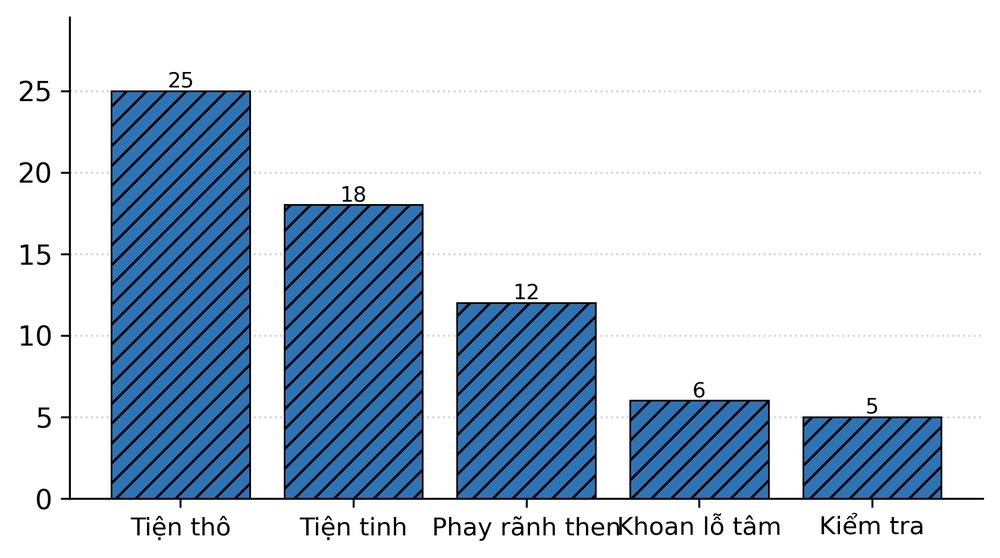 25
20
15
10
5
0
25
18
12
6
5
Tiện thô
Tiện tinh
Phay rãnh then
Khoan lỗ tâm
Kiểm tra